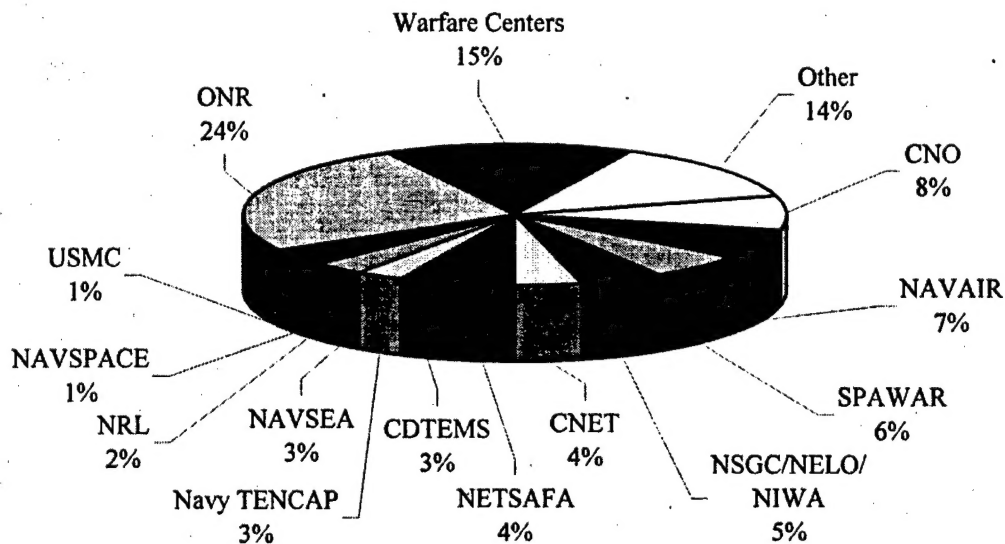 Warfare Centers
15%
Other
14%
ONR
24%
CNO
8%
USMC
1%
NAVAIR
7%
NAVSPACE
1%
SPAWAR
6%
NRL
2%
NAVSEA
3%
CDTEMS
3%
CNET
4%
NSGC/NELO/
NIWA
5%
Navy TENCAP
3%
NETSAFA
4%